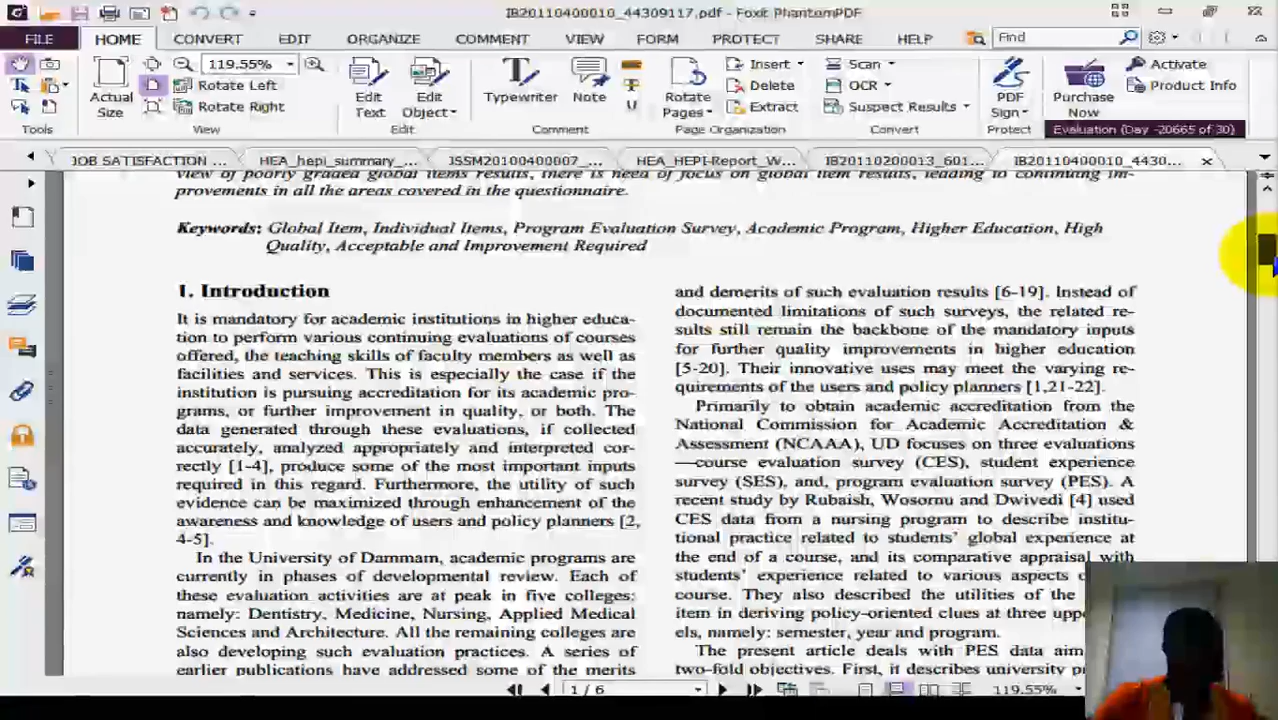 IB20110400010_44309117.pdf - Foxit PhantomPDF
FILE HOME CONVERT EDIT ORGANIZE COMMENT VIEW FORM PROTECT SHARE HELP Find
119.55%
Actual Size
Rotate Left
Rotate Right
Edit Text
Edit Object
Typewriter
Note
Rotate Pages
Insert
Delete
Extract
Scan
OCR
Suspect Results
PDF Sign
Purchase Now
Activate
Product Info
Tools View Edit Comment Page Organization Convert Protect Evaluation (Day -20665 of 30)
JOB SATISFACTION ... HEA_hepi_summary_... ISSM20100400007_... HEA_HEPI-Report_W... IB20110200013_601... IB20110400010_4430...
view of poorly graded global items results, there is need of focus on global item results, leading to continuing im-
provements in all the areas covered in the questionnaire.
Keywords: Global Item, Individual Items, Program Evaluation Survey, Academic Program, Higher Education, High
Quality, Acceptable and Improvement Required
1. Introduction
It is mandatory for academic institutions in higher educa-
tion to perform various continuing evaluations of courses
offered, the teaching skills of faculty members as well as
facilities and services. This is especially the case if the
institution is pursuing accreditation for its academic pro-
grams, or further improvement in quality, or both. The
data generated through these evaluations, if collected
accurately, analyzed appropriately and interpreted cor-
rectly [1-4], produce some of the most important inputs
required in this regard. Furthermore, the utility of such
evidence can be maximized through enhancement of the
awareness and knowledge of users and policy planners [2,
4-5].
In the University of Dammam, academic programs are
currently in phases of developmental review. Each of
these evaluation activities are at peak in five colleges;
namely: Dentistry, Medicine, Nursing, Applied Medical
Sciences and Architecture. All the remaining colleges are
also developing such evaluation practices. A series of
earlier publications have addressed some of the merits
and demerits of such evaluation results [6-19]. Instead of
documented limitations of such surveys, the related re-
sults still remain the backbone of the mandatory inputs
for further quality improvements in higher education
[5-20]. Their innovative uses may meet the varying re-
quirements of the users and policy planners [1,21-22].
Primarily to obtain academic accreditation from the
National Commission for Academic Accreditation &
Assessment (NCAAA), UD focuses on three evaluations
—course evaluation survey (CES), student experience
survey (SES), and, program evaluation survey (PES). A
recent study by Rubaish, Wosornu and Dwivedi [4] used
CES data from a nursing program to describe institu-
tional practice related to students' global experience at
the end of a course, and its comparative appraisal with
students' experience related to various aspects
course. They also described the utilities of the
item in deriving policy-oriented clues at three
els, namely: semester, year and program.
The present article deals with PES data
two-fold objectives. First, it describes university
1 / 6 119.55%